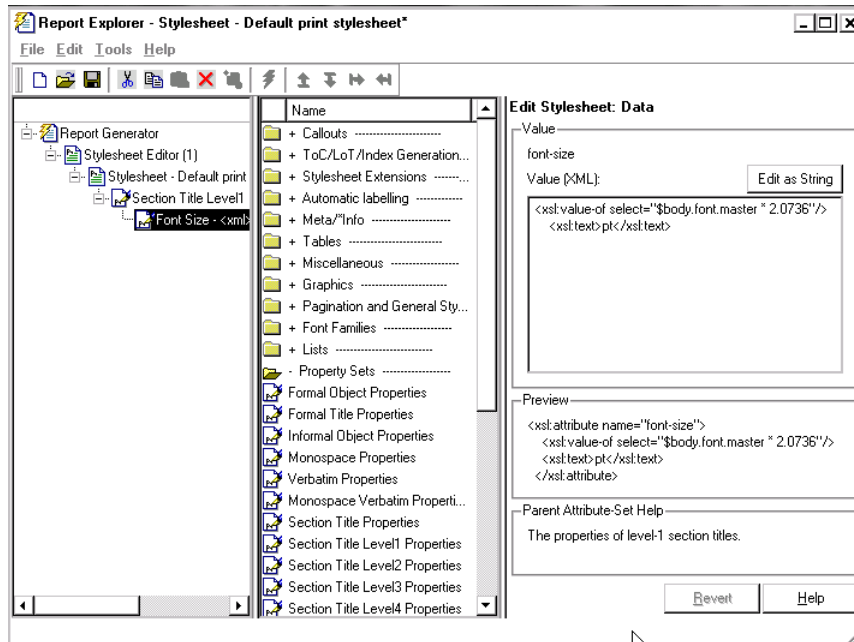 Report Explorer - Stylesheet - Default print stylesheet*
File Edit Tools Help
Report Generator
Stylesheet Editor (1)
Stylesheet - Default print
Section Title Level1
Font Size - <xml>
Name
+ Callouts -----------------------
+ ToC/LoT/Index Generation...
+ Stylesheet Extensions -------...
+ Automatic labelling ------------
+ Meta/*Info --------------------
+ Tables -------------------------
+ Miscellaneous ------------------
+ Graphics ----------------------
+ Pagination and General Sty...
+ Font Families ------------------
+ Lists --------------------------
- Property Sets ------------------
Formal Object Properties
Formal Title Properties
Informal Object Properties
Monospace Properties
Verbatim Properties
Monospace Verbatim Properti...
Section Title Properties
Section Title Level1 Properties
Section Title Level2 Properties
Section Title Level3 Properties
Section Title Level4 Properties
Edit Stylesheet: Data
Value
font-size
Value (XML):
Edit as String
<xsl:value-of select="$body.font.master * 2.0736"/>
<xsl:text>pt</xsl:text>
Preview
<xsl:attribute name="font-size">
<xsl:value-of select="$body.font.master * 2.0736"/>
<xsl:text>pt</xsl:text>
</xsl:attribute>
Parent Attribute-Set Help
The properties of level-1 section titles.
Revert
Help